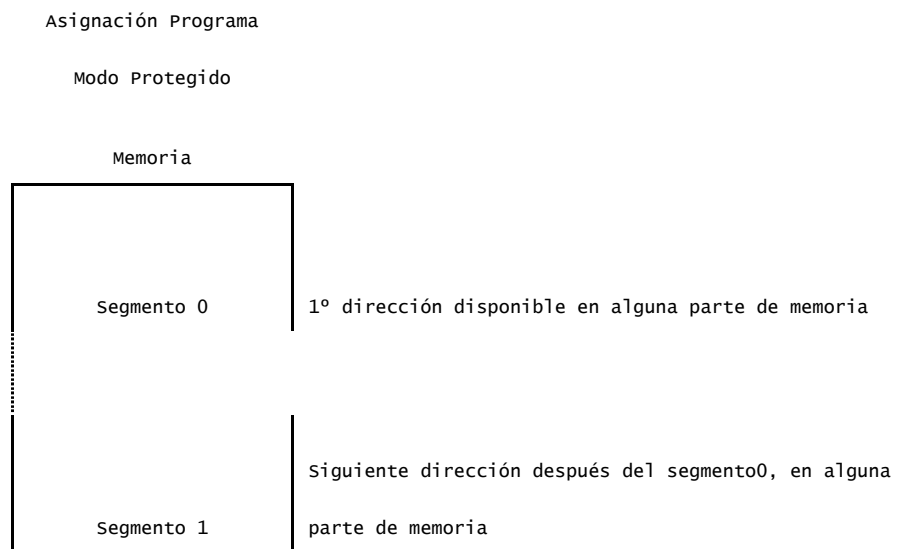 Asignación Programa
Modo Protegido
Memoria
Segmento 0
1º dirección disponible en alguna parte de memoria
Siguiente dirección después del segmento0, en alguna
Segmento 1
parte de memoria